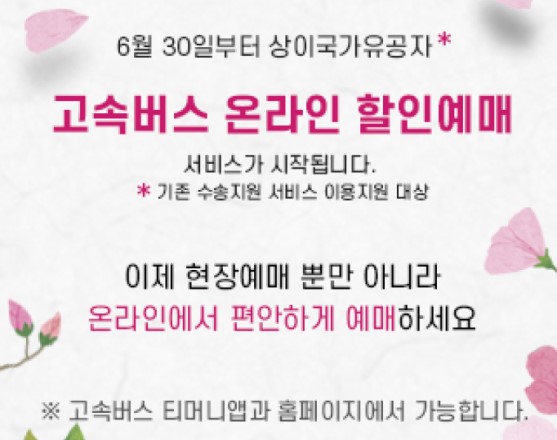 6월 30일부터 상이국가유공자*
고속버스 온라인 할인예매
서비스가 시작됩니다.
* 기존 수송지원 서비스 이용지원 대상
이제 현장예매 뿐만 아니라
온라인에서 편안하게 예매하세요
※ 고속버스 티머니앱과 홈페이지에서 가능합니다.